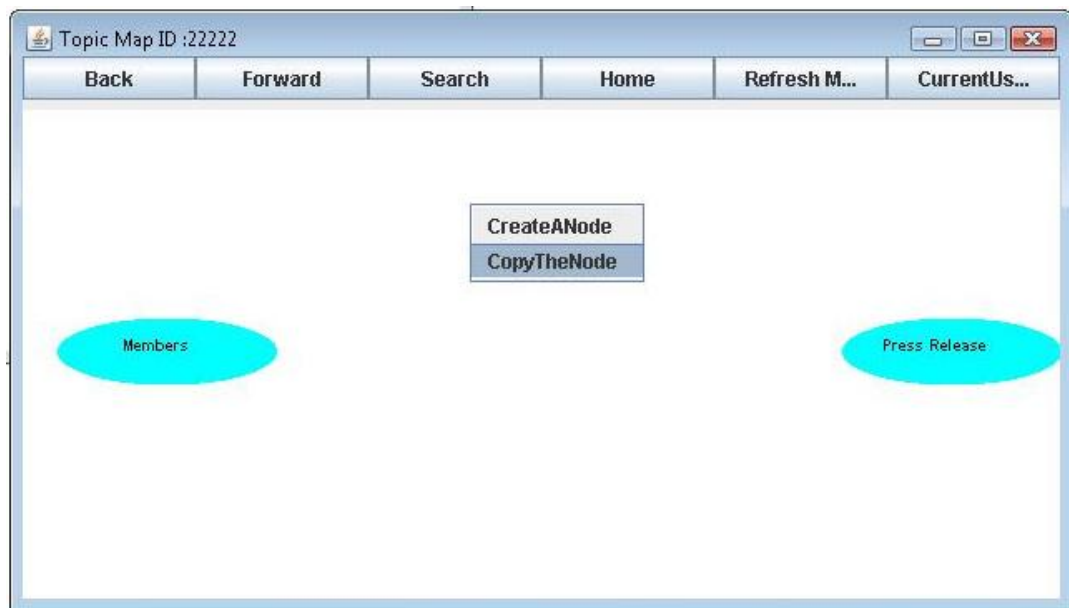 Topic Map ID :22222
Back Forward Search Home Refresh M... CurrentUs...
CreateANode
CopyTheNode
Members Press Release